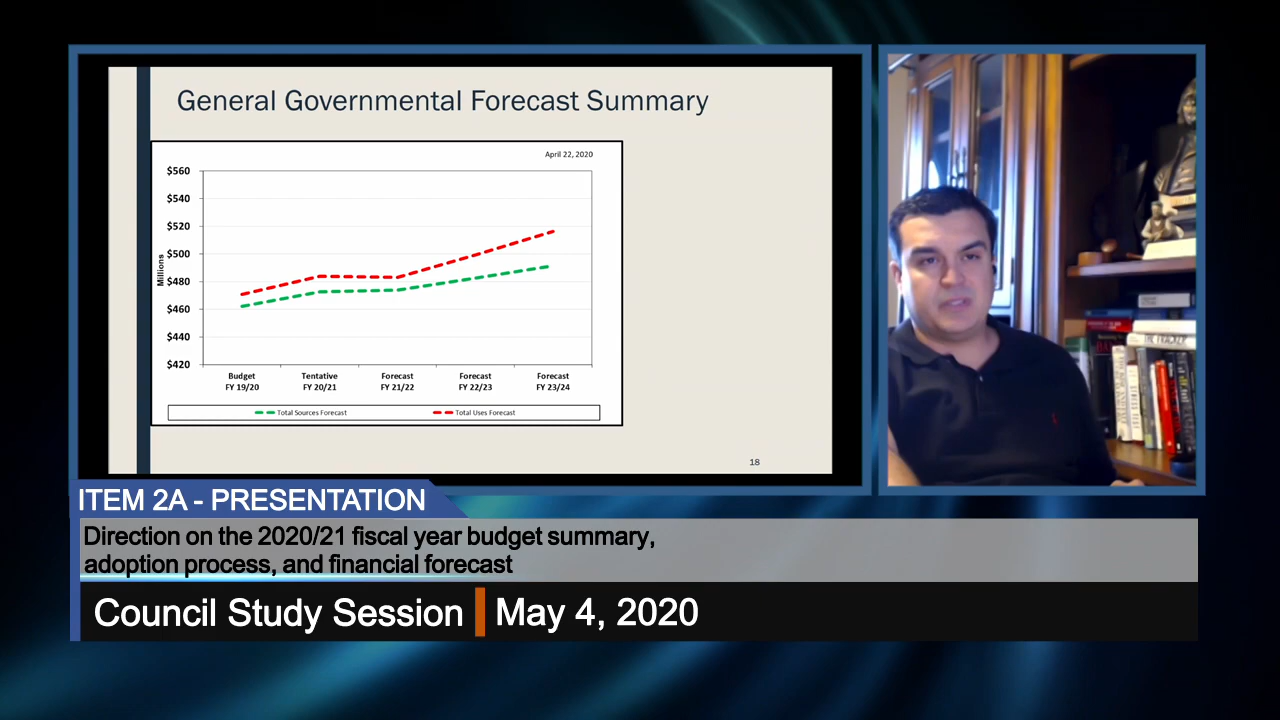 General Governmental Forecast Summary
April 22, 2020
$560
$540
$520
$500
$480
$460
$440
$420
Millions
Budget
FY 19/20
Tentative
FY 20/21
Forecast
FY 21/22
Forecast
FY 22/23
Forecast
FY 23/24
Total Sources Forecast
Total Uses Forecast
18
ITEM 2A - PRESENTATION
Direction on the 2020/21 fiscal year budget summary,
adoption process, and financial forecast
Council Study Session
May 4, 2020